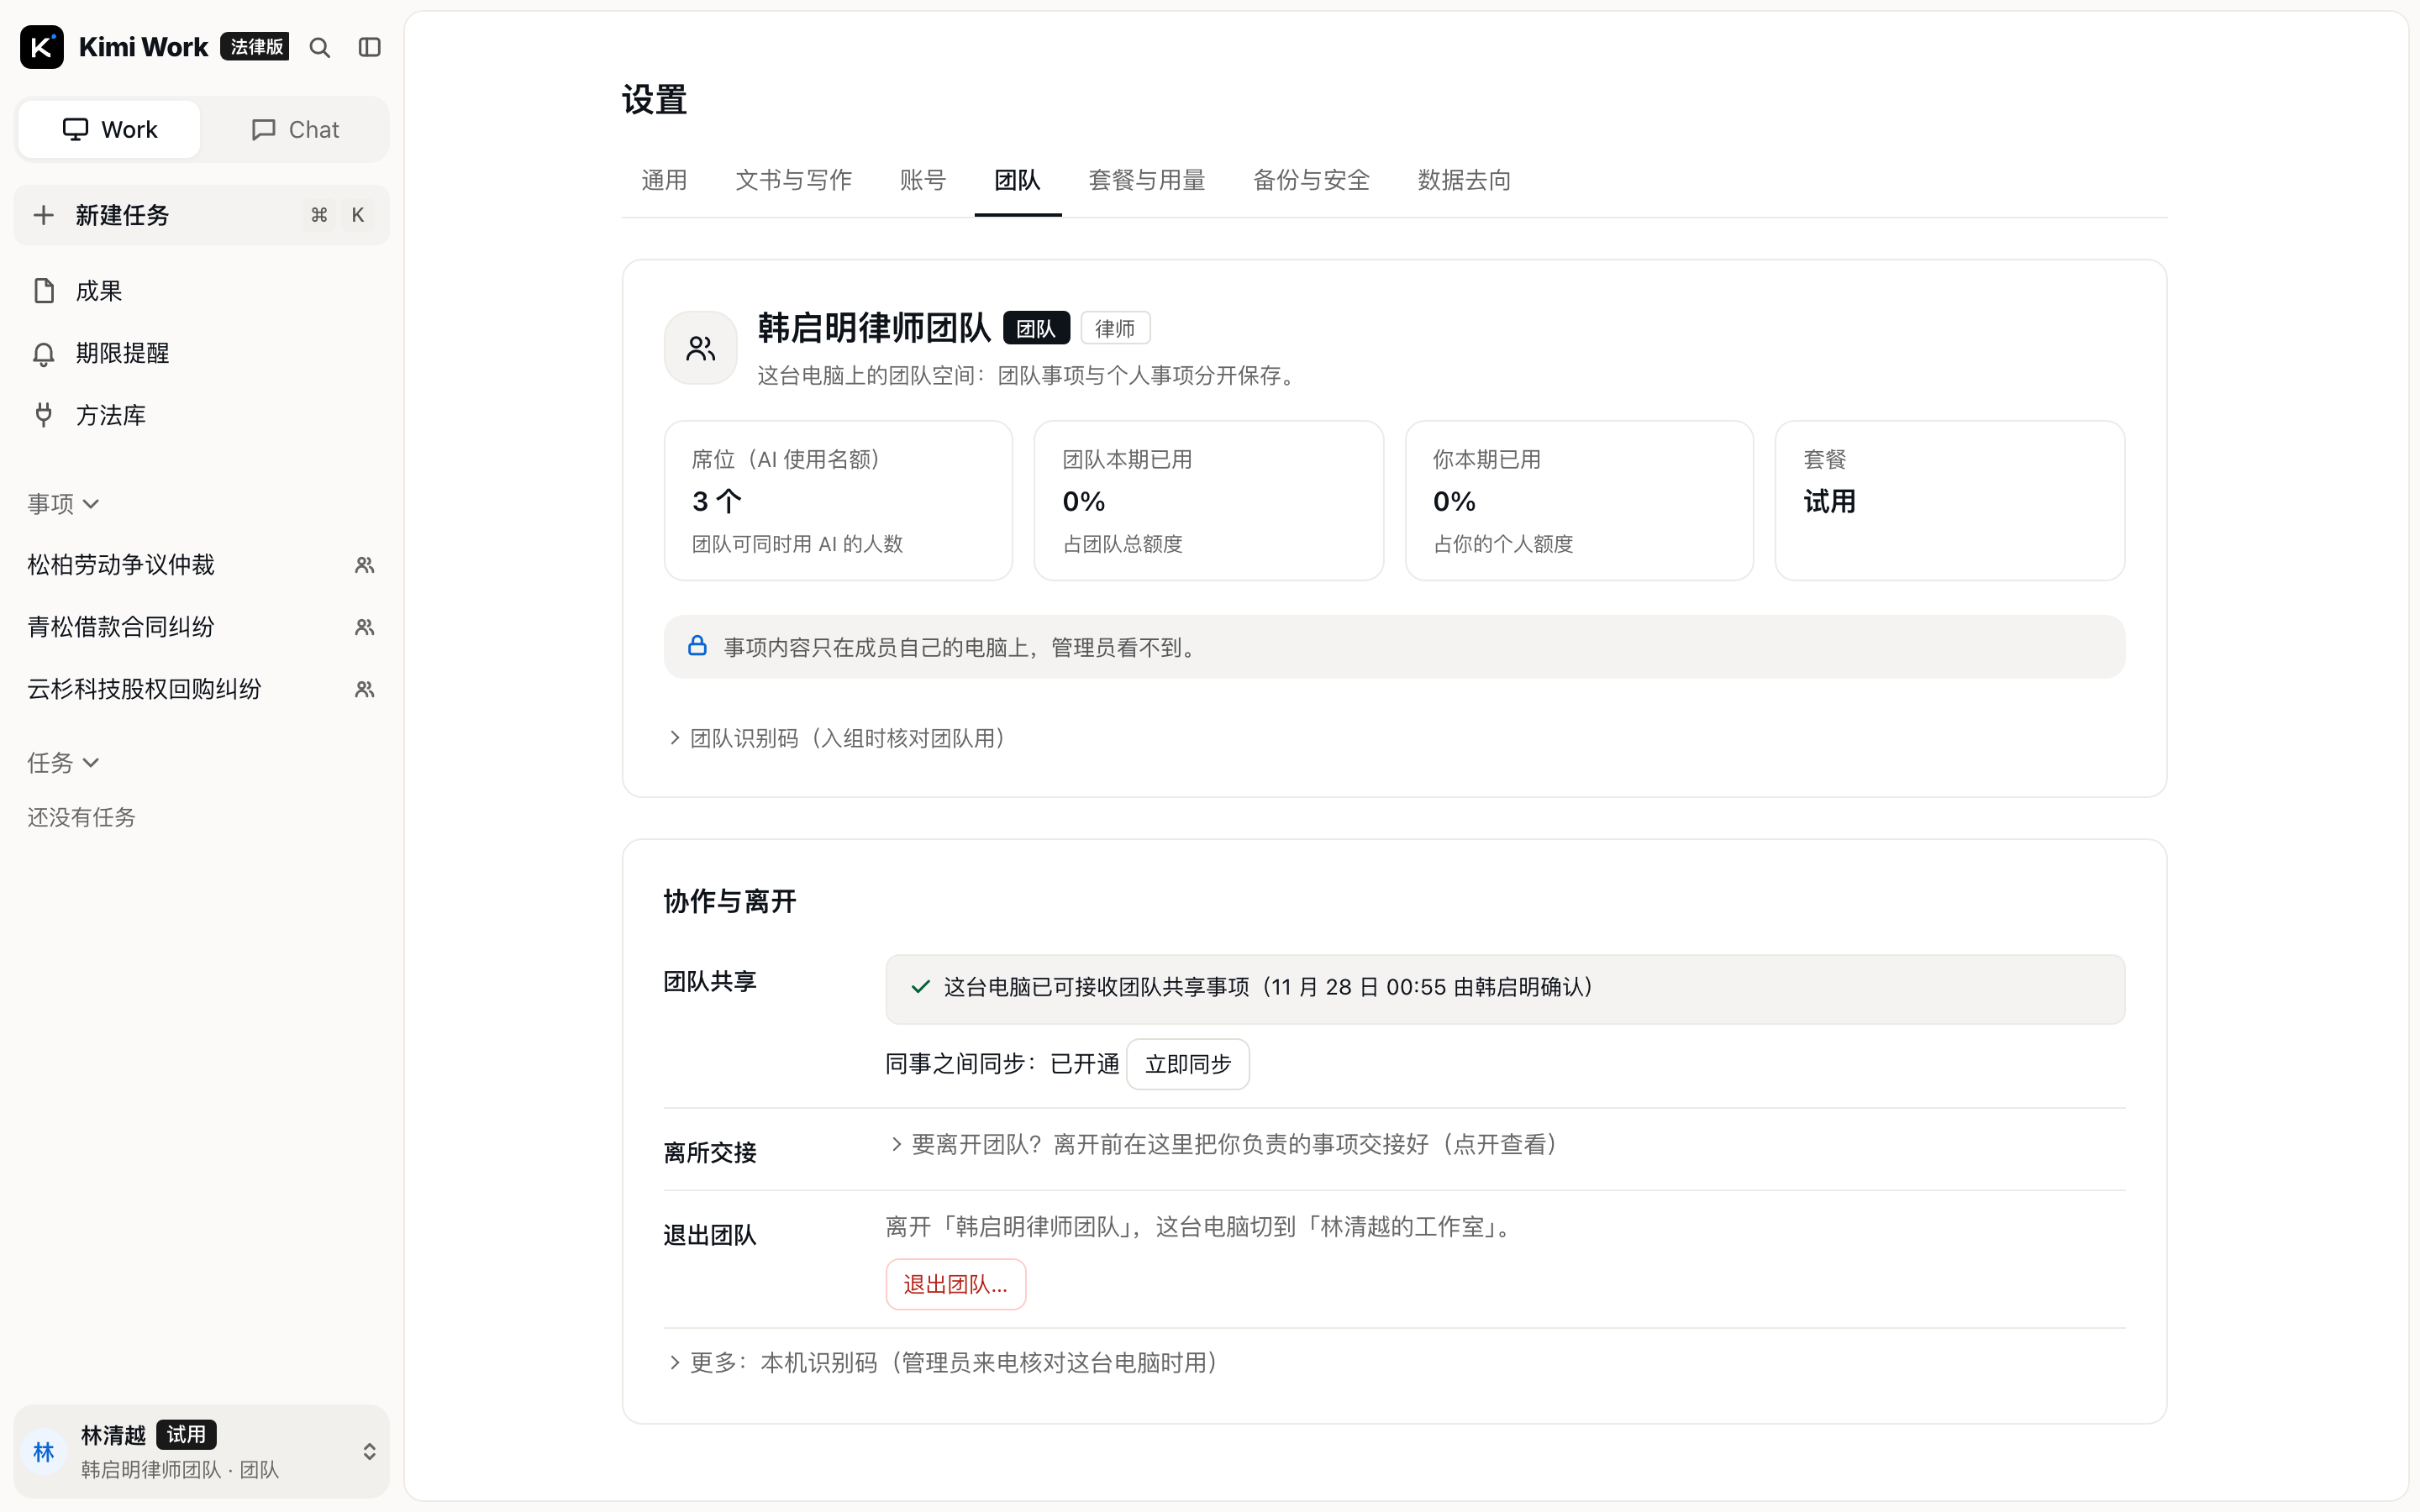 Kimi Work 法律版
Work
Chat
新建任务 ⌘ K
成果
期限提醒
方法库
事项
松柏劳动争议仲裁
青松借款合同纠纷
云杉科技股权回购纠纷
任务
还没有任务
林 林清越 试用
韩启明律师团队 · 团队
设置
通用 文书与写作 账号 团队 套餐与用量 备份与安全 数据去向
韩启明律师团队 团队 律师
这台电脑上的团队空间：团队事项与个人事项分开保存。
席位（AI 使用名额）
3 个
团队可同时用 AI 的人数
团队本期已用
0%
占团队总额度
你本期已用
0%
占你的个人额度
套餐
试用
事项内容只在成员自己的电脑上，管理员看不到。
团队识别码（入组时核对团队用）
协作与离开
团队共享
这台电脑已可接收团队共享事项（11 月 28 日 00:55 由韩启明确认）
同事之间同步：已开通 立即同步
离所交接
要离开团队？离开前在这里把你负责的事项交接好（点开查看）
退出团队
离开「韩启明律师团队」，这台电脑切到「林清越的工作室」。
退出团队...
更多：本机识别码（管理员来电核对这台电脑时用）